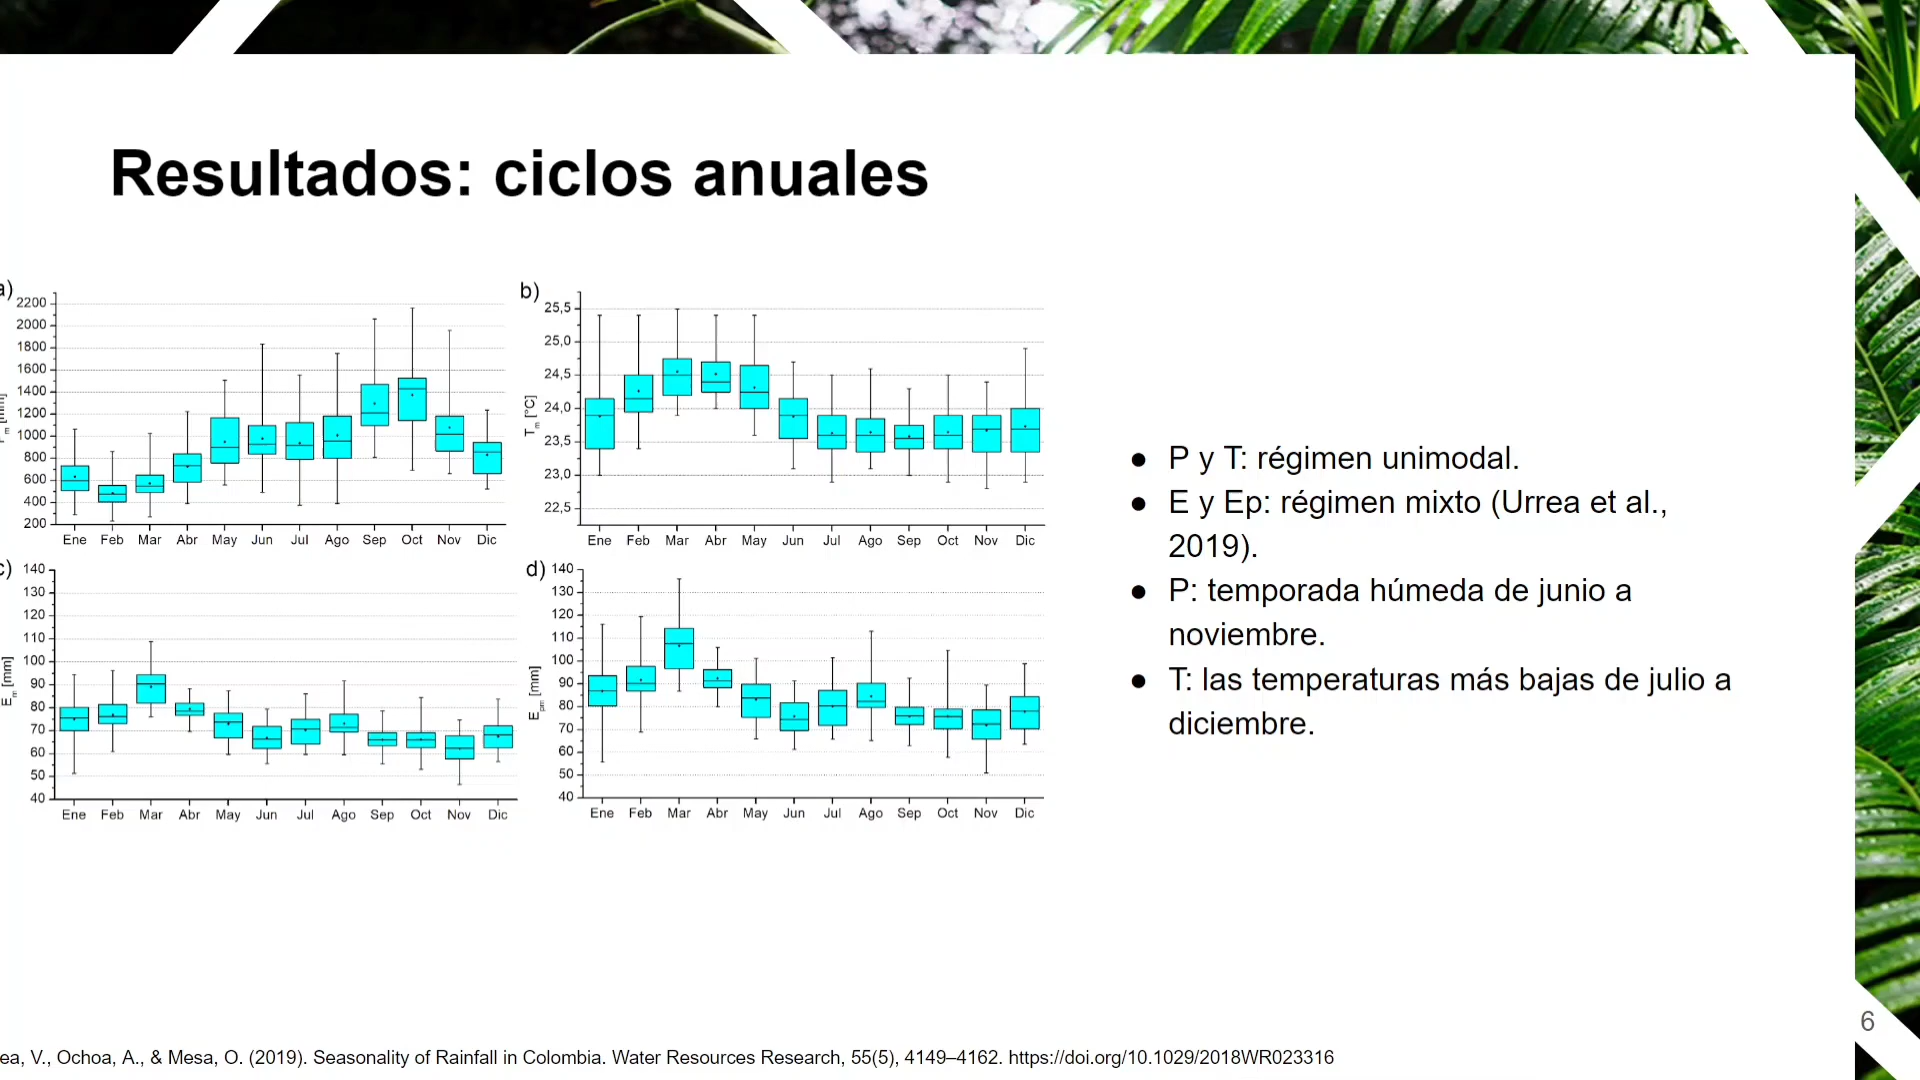 Resultados: ciclos anuales
a)
2200
2000
1800
1600
1400
1200
1000
800
600
400
200
[mm]
Ene Feb Mar Abr May Jun Jul Ago Sep Oct Nov Dic
b)
25,5
25,0
24,5
24,0
23,5
23,0
22,5
Tm [°C]
Ene Feb Mar Abr May Jun Jul Ago Sep Oct Nov Dic
c)
140
130
120
110
100
90
80
70
60
50
40
Em [mm]
Ene Feb Mar Abr May Jun Jul Ago Sep Oct Nov Dic
d)
140
130
120
110
100
90
80
70
60
50
40
Epm [mm]
Ene Feb Mar Abr May Jun Jul Ago Sep Oct Nov Dic
● P y T: régimen unimodal.
● E y Ep: régimen mixto (Urrea et al.,
2019).
● P: temporada húmeda de junio a
noviembre.
● T: las temperaturas más bajas de julio a
diciembre.
6
ea, V., Ochoa, A., & Mesa, O. (2019). Seasonality of Rainfall in Colombia. Water Resources Research, 55(5), 4149–4162. https://doi.org/10.1029/2018WR023316